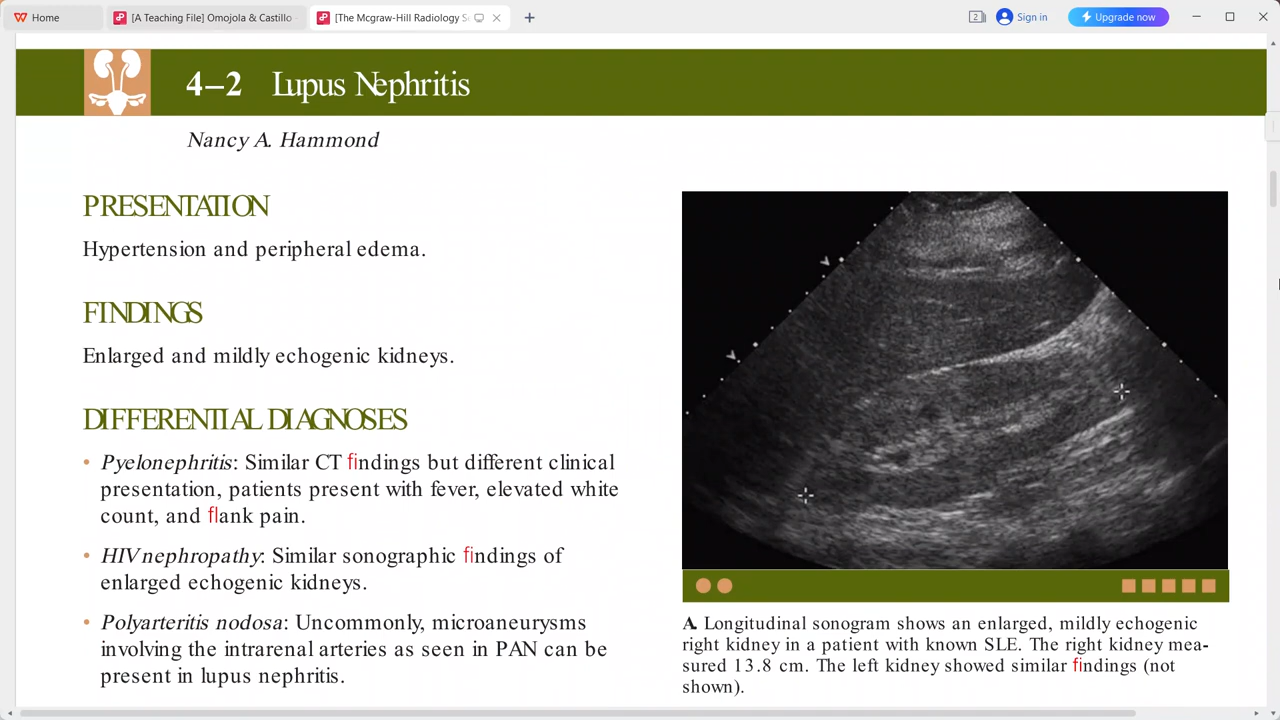 Home
[A Teaching File] Omojola & Castillo -
[The Mcgraw-Hill Radiology S
2
Sign in
Upgrade now
4–2 Lupus Nephritis
Nancy A. Hammond
PRESENTATION
Hypertension and peripheral edema.
FINDINGS
Enlarged and mildly echogenic kidneys.
DIFFERENTIAL DIAGNOSES
• Pyelonephritis: Similar CT findings but different clinical
presentation, patients present with fever, elevated white
count, and flank pain.
• HIV nephropathy: Similar sonographic findings of
enlarged echogenic kidneys.
• Polyarteritis nodosa: Uncommonly, microaneurysms
involving the intrarenal arteries as seen in PAN can be
present in lupus nephritis.
A. Longitudinal sonogram shows an enlarged, mildly echogenic
right kidney in a patient with known SLE. The right kidney mea-
sured 13.8 cm. The left kidney showed similar findings (not
shown).